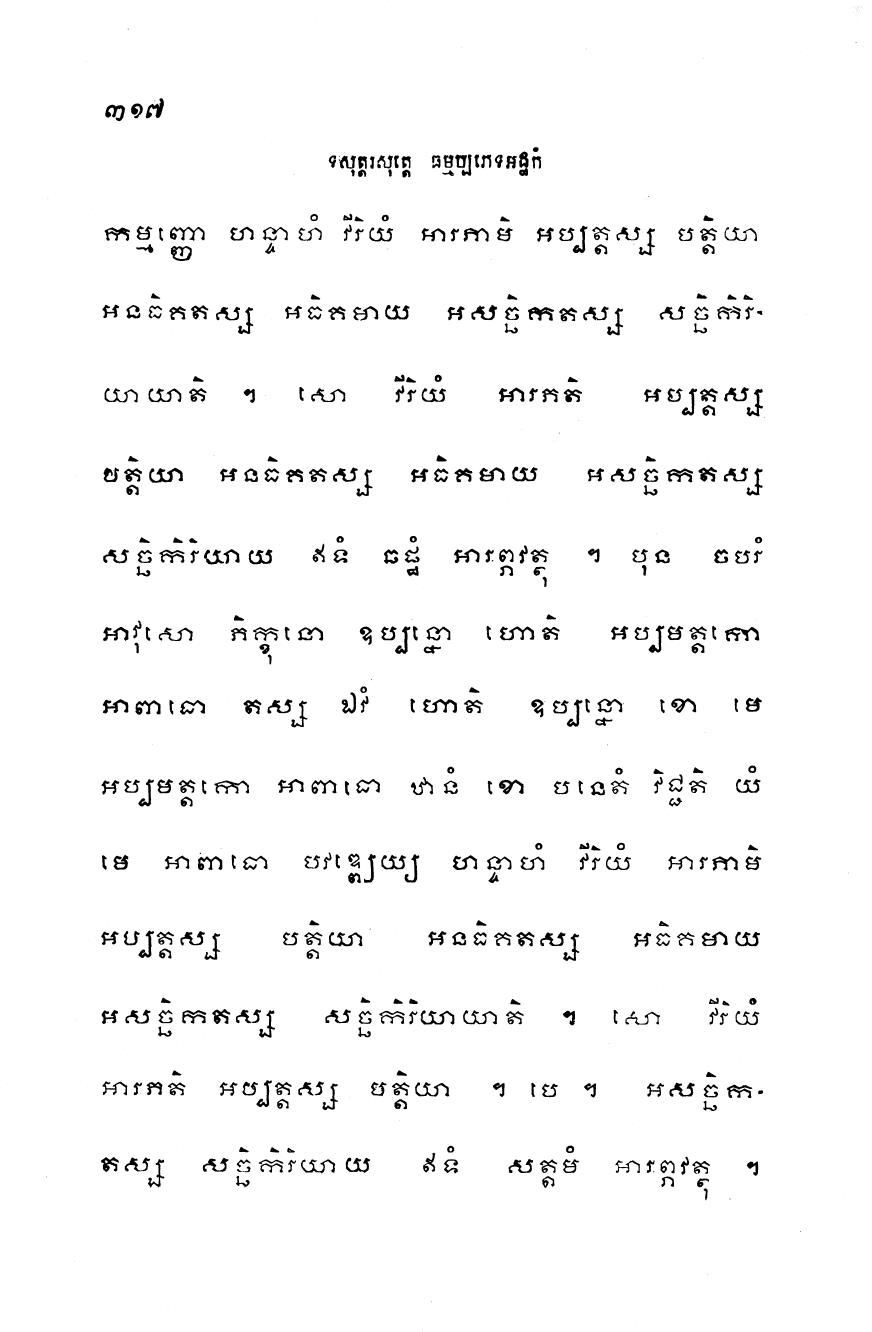 ៣១៧
ទសុត្តរសុត្តេ ធម្មប្បភេទអដ្ឋកំ
កម្មញ្ញោ ហន្ទាហំ វីរិយំ អារភាមិ អប្បត្តស្ស បត្តិយា
អនធិគតស្ស អធិគមាយ អសច្ឆិកតស្ស សច្ឆិកិរិ-
យាយាតិ ។ សោ វីរិយំ អារភតិ អប្បត្តស្ស
បត្តិយា អនធិគតស្ស អធិគមាយ អសច្ឆិកតស្ស
សច្ឆិកិរិយាយ ឥទំ ឆដ្ឋំ អារព្ភវត្ថុ ។ បុន ចបរំ
អាវុសោ ភិក្ខុនោ ឧប្បន្នោ ហោតិ អប្បមត្តកោ
អាពាធោ តស្ស ឯវំ ហោតិ ឧប្បន្នោ ខោ មេ
អប្បមត្តកោ អាពាធោ ឋានំ ខោ បនេតំ វិជ្ជតិ យំ
មេ អាពាធោ បវឌ្ឍេយ្យ ហន្ទាហំ វីរិយំ អារភាមិ
អប្បត្តស្ស បត្តិយា អនធិគតស្ស អធិគមាយ
អសច្ឆិកតស្ស សច្ឆិកិរិយាយាតិ ។ សោ វីរិយំ
អារភតិ អប្បត្តស្ស បត្តិយា ។ បេ ។ អសច្ឆិក-
តស្ស សច្ឆិកិរិយាយ ឥទំ សត្តមំ អារព្ភវត្ថុ ។